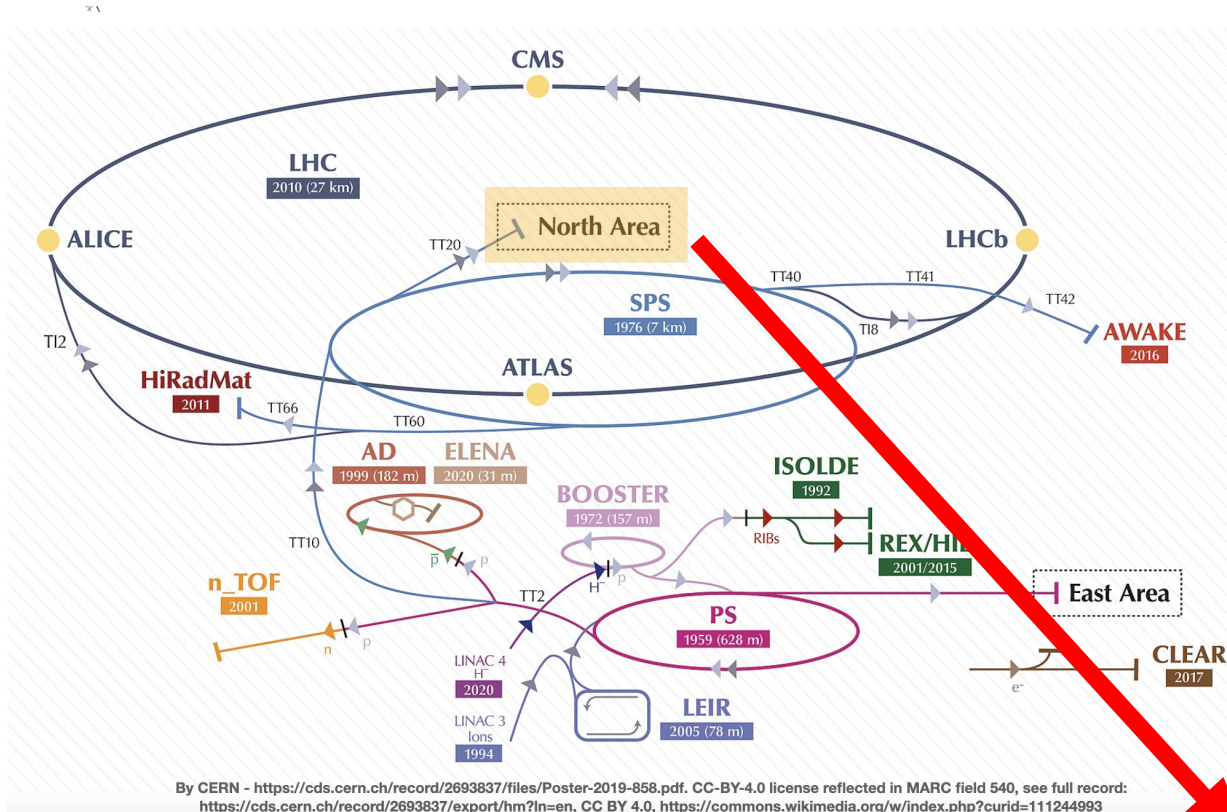 CMS
LHC
2010 (27 km)
North Area
ALICE
LHCb
TT20
TT40
TT41
SPS
TT42
1976 (7 km)
TI8
AWAKE
2016
TI2
ATLAS
HiRadMat
2011
TT66
TT60
AD
ELENA
1999 (182 m)
2020 (31 m)
ISOLDE
1992
BOOSTER
1972 (157 m)
RIBs
TT10
REX/HI
2001/2015
p̅
p
n_TOF
2001
H⁻
p
TT2
East Area
PS
1959 (628 m)
n
p
LINAC 4
H⁻
2020
CLEAR
2017
e⁻
LEIR
2005 (78 m)
LINAC 3
Ions
1994
By CERN - https://cds.cern.ch/record/2693837/files/Poster-2019-858.pdf. CC-BY-4.0 license reflected in MARC field 540, see full record:
https://cds.cern.ch/record/2693837/export/hm?ln=en, CC BY 4.0, https://commons.wikimedia.org/w/index.php?curid=111244993